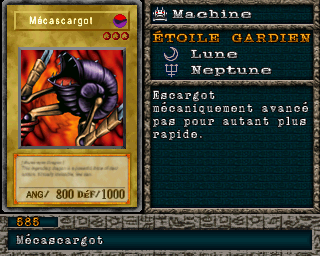 Mécascargot
ANG/ 800 DéF/1000
Machine
ÉTOILE GARDIEN
Lune
Neptune
Escargot
mécaniquement avancé
pas pour autant plus
rapide.
585
Mécascargot